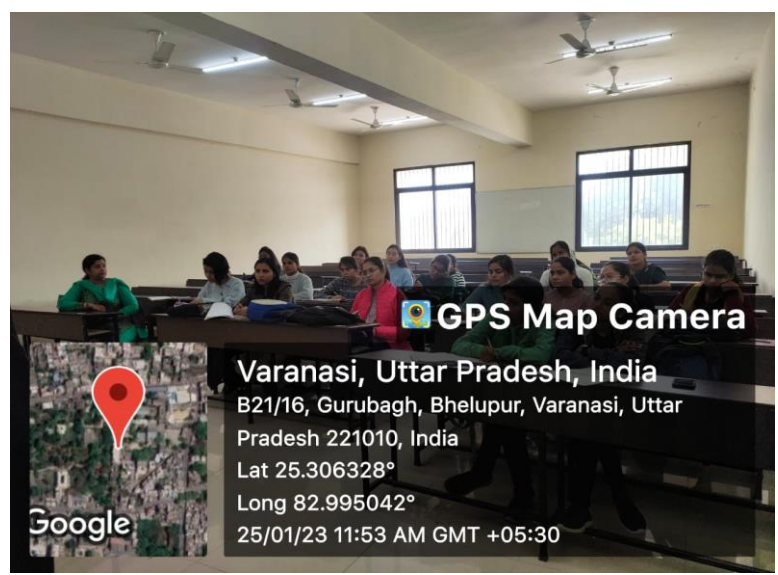 GPS Map Camera
Varanasi, Uttar Pradesh, India
B21/16, Gurubagh, Bhelupur, Varanasi, Uttar
Pradesh 221010, India
Lat 25.306328°
Long 82.995042°
25/01/23 11:53 AM GMT +05:30
Google